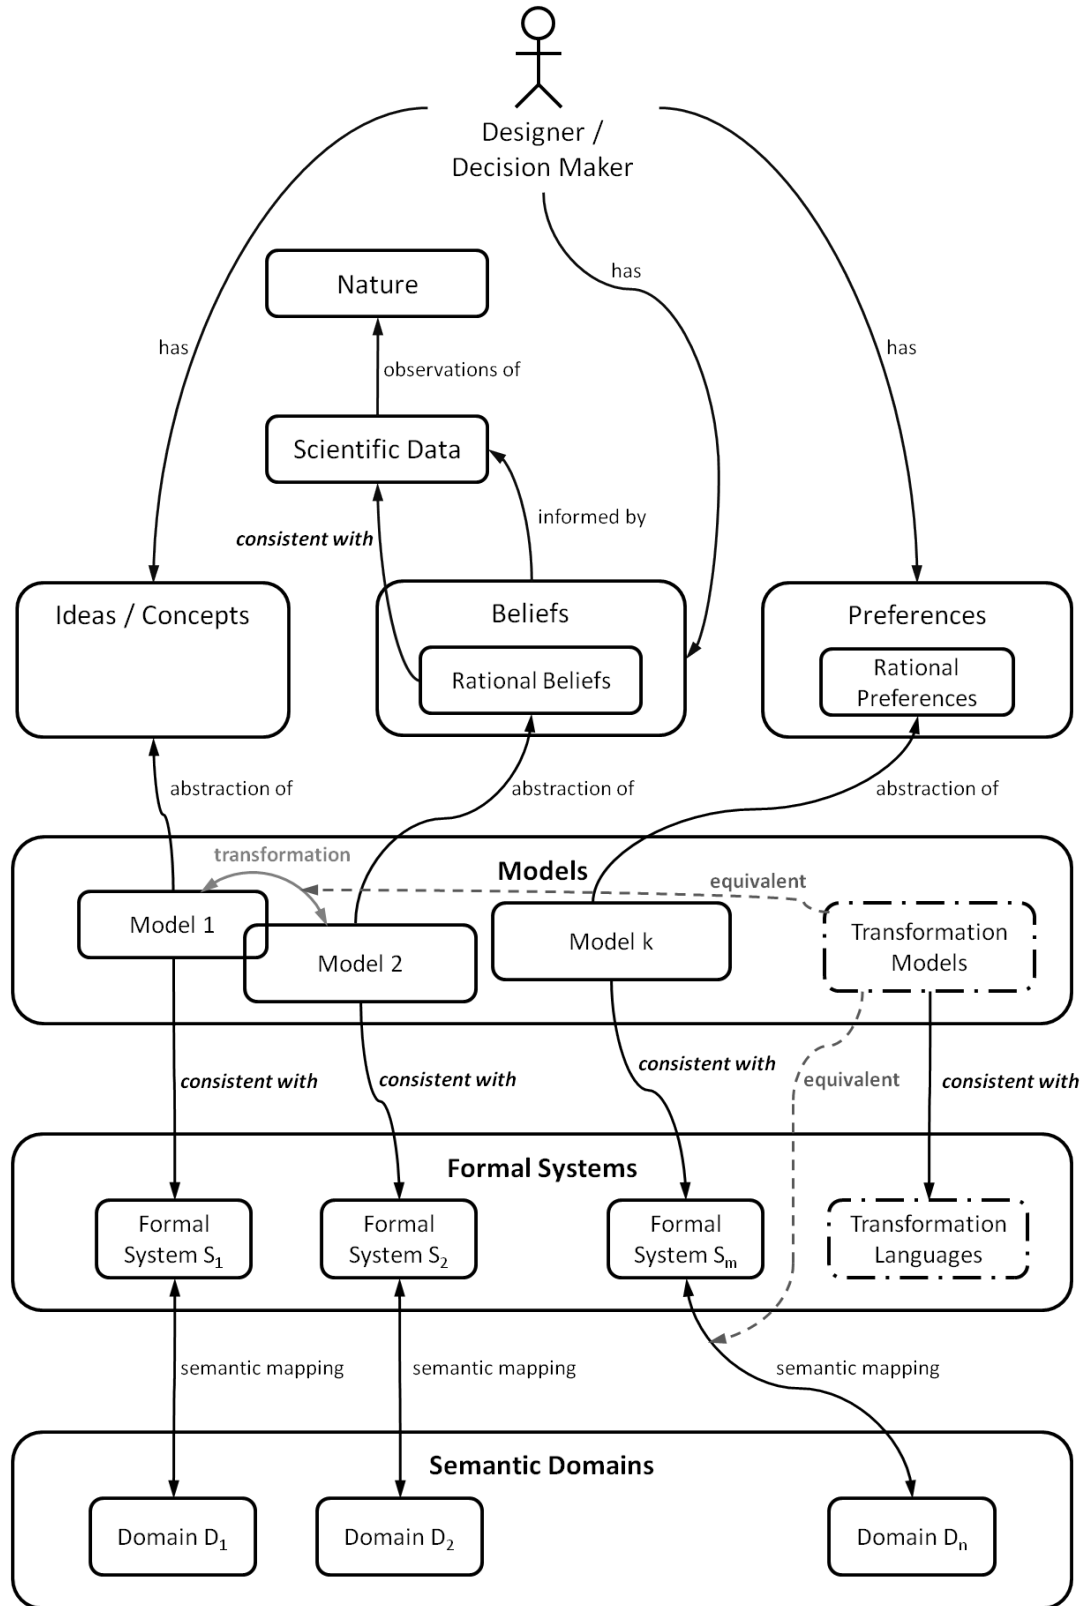 Designer /
Decision Maker
has
Nature
has
has
observations of
Scientific Data
informed by
consistent with
Ideas / Concepts
Beliefs
Preferences
Rational Beliefs
Rational
Preferences
abstraction of
abstraction of
abstraction of
transformation
Models
equivalent
Model 1
Model 2
Model k
Transformation
Models
consistent with
consistent with
consistent with
equivalent
consistent with
Formal Systems
Formal
System S1
Formal
System S2
Formal
System Sm
Transformation
Languages
semantic mapping
semantic mapping
semantic mapping
Semantic Domains
Domain D1
Domain D2
Domain Dn